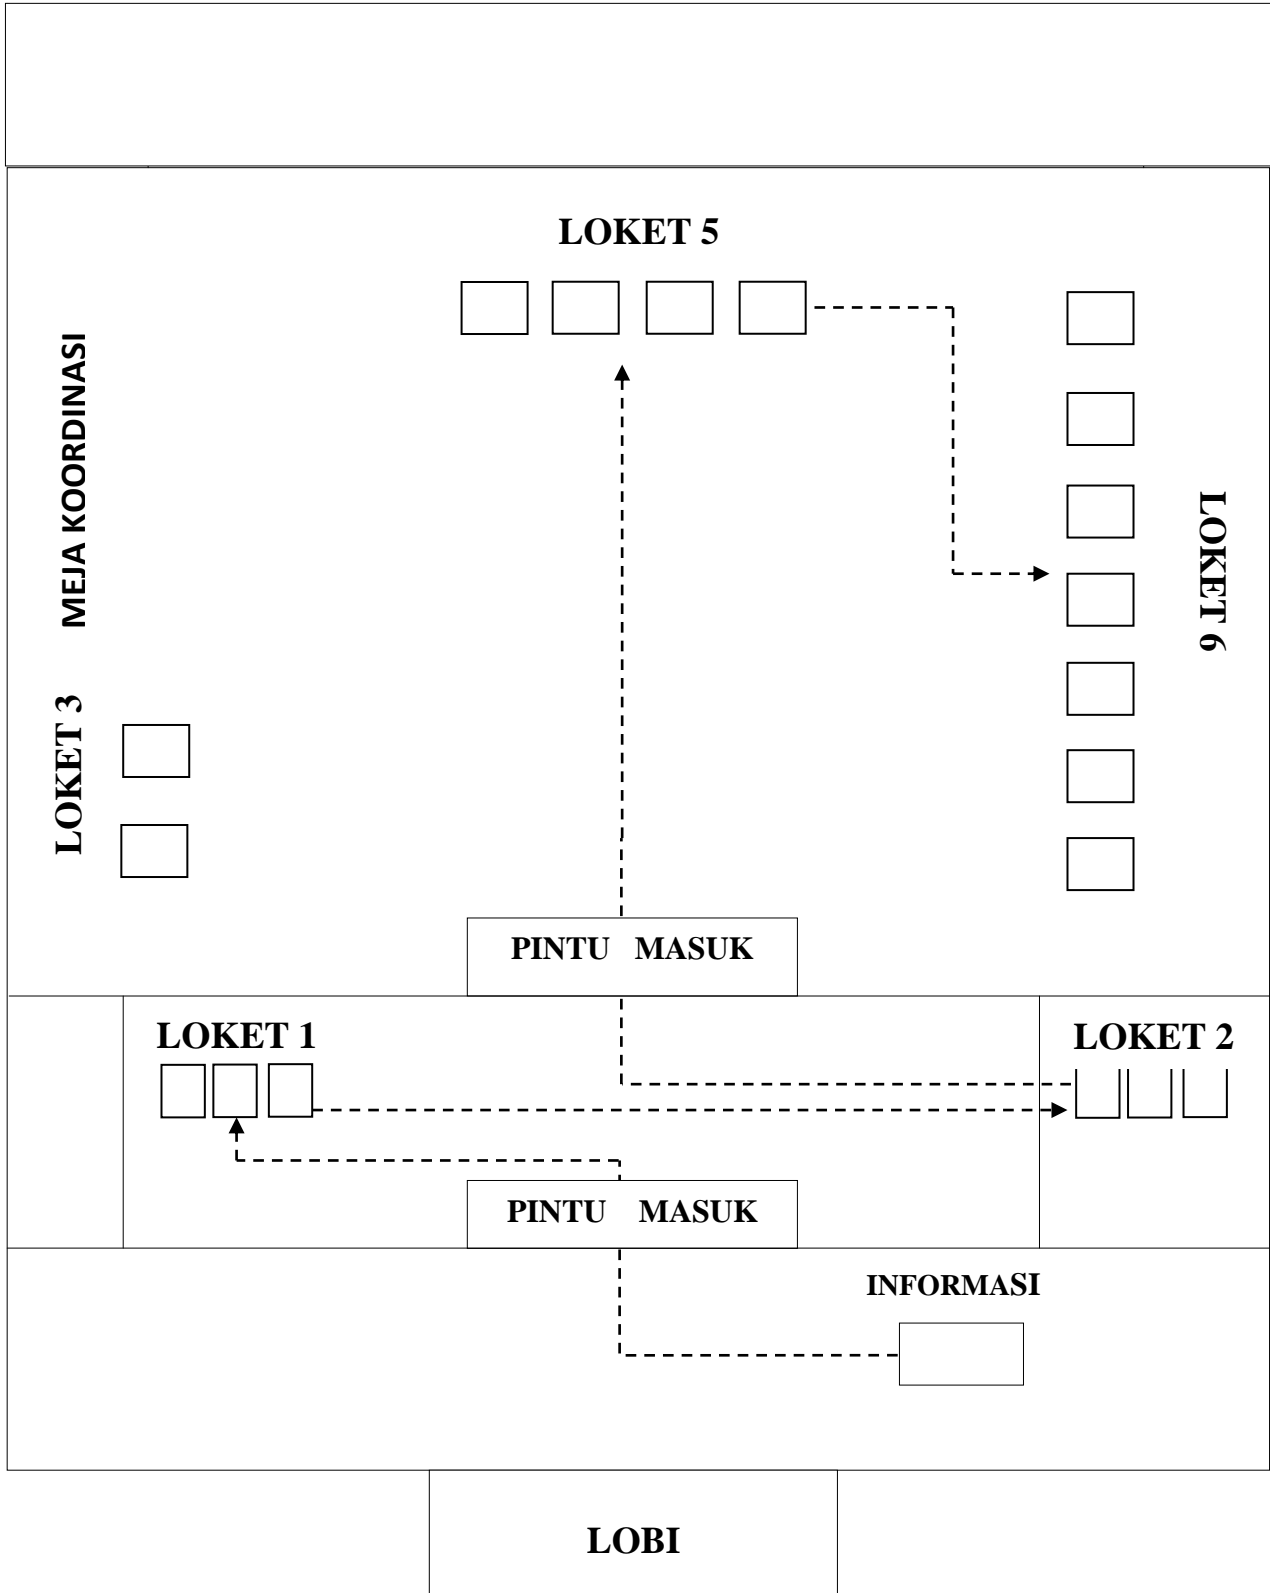 LOKET 5
MEJA KOORDINASI
LOKET 6
LOKET 3
PINTU MASUK
LOKET 1
LOKET 2
PINTU MASUK
INFORMASI
LOBI